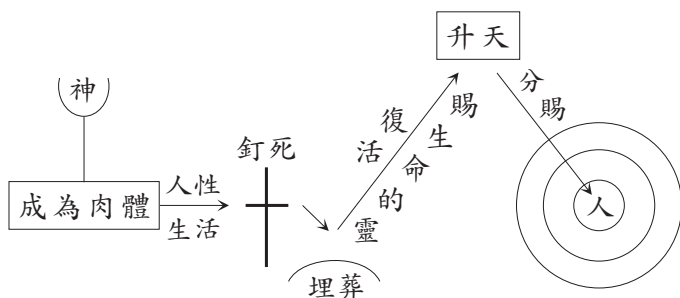 神
成為肉體
人性
生活
釘死
埋葬
復活
賜生命的靈
升天
分賜
人